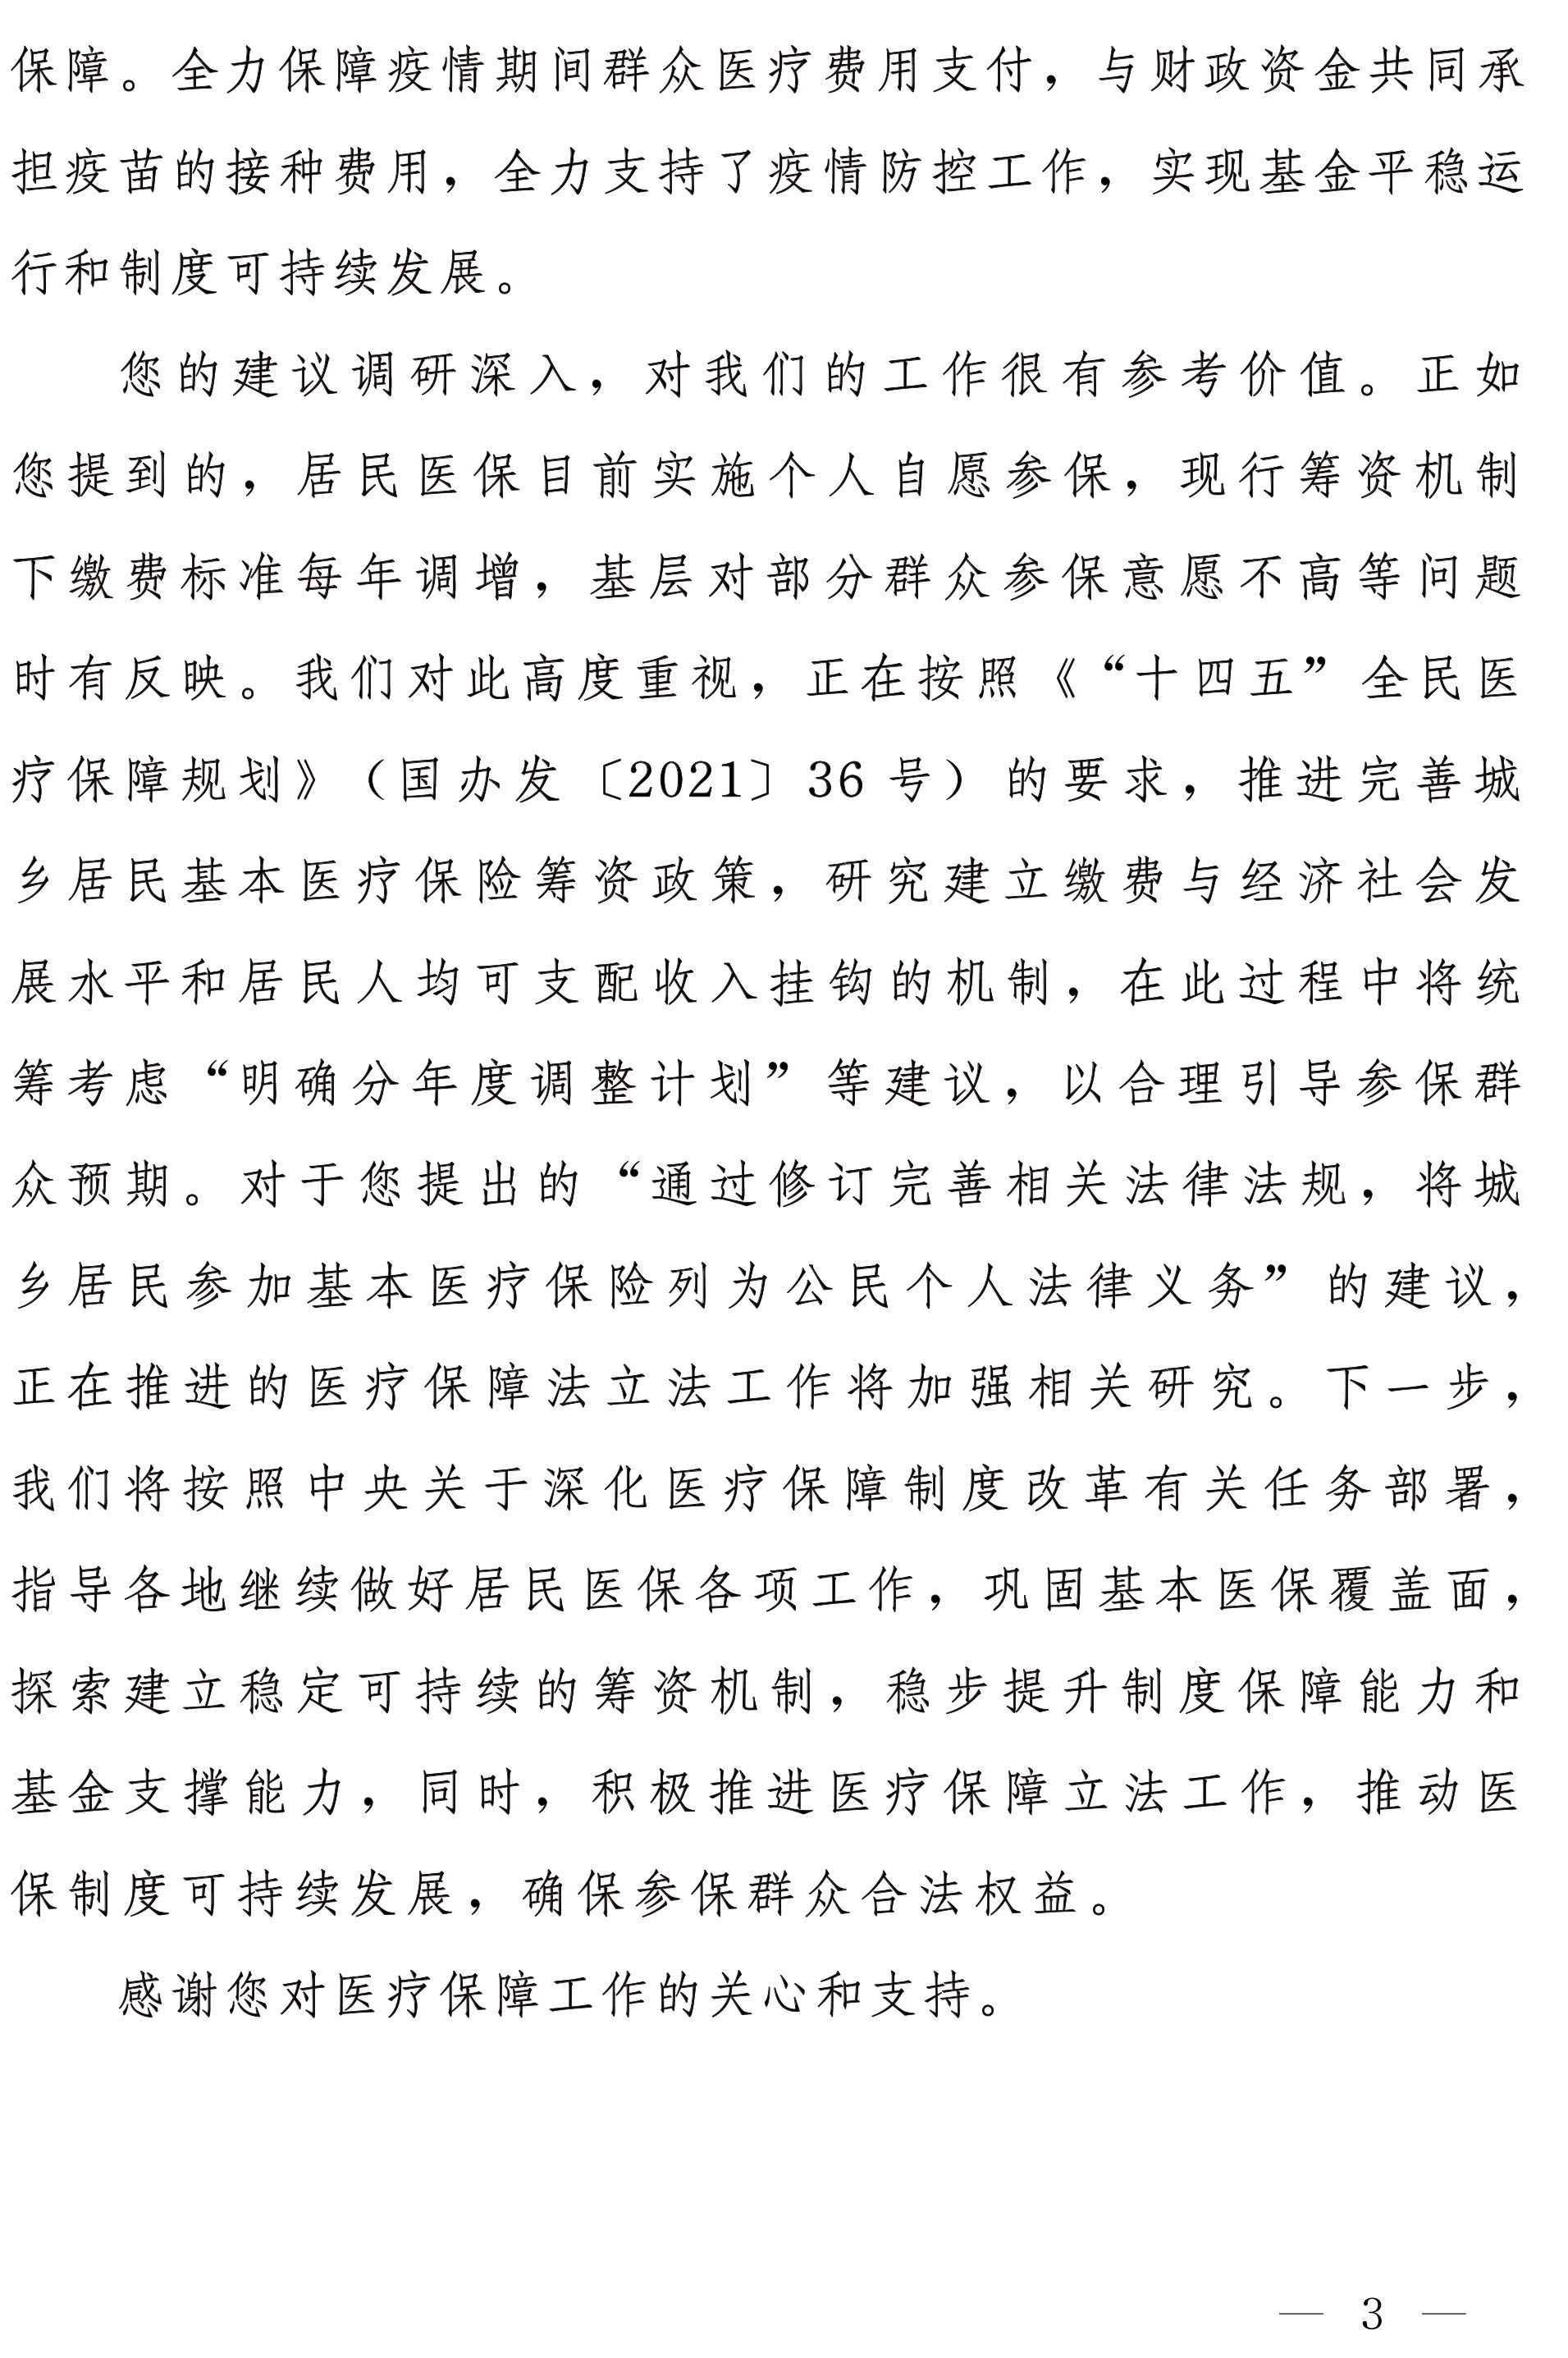 保障。全力保障疫情期间群众医疗费用支付，与财政资金共同承
担疫苗的接种费用，全力支持了疫情防控工作，实现基金平稳运
行和制度可持续发展。
您的建议调研深入，对我们的工作很有参考价值。正如
您提到的，居民医保目前实施个人自愿参保，现行筹资机制
下缴费标准每年调增，基层对部分群众参保意愿不高等问题
时有反映。我们对此高度重视，正在按照《“十四五”全民医
疗保障规划》（国办发〔2021〕36 号）的要求，推进完善城
乡居民基本医疗保险筹资政策，研究建立缴费与经济社会发
展水平和居民人均可支配收入挂钩的机制，在此过程中将统
筹考虑“明确分年度调整计划”等建议，以合理引导参保群
众预期。对于您提出的“通过修订完善相关法律法规，将城
乡居民参加基本医疗保险列为公民个人法律义务”的建议，
正在推进的医疗保障法立法工作将加强相关研究。下一步，
我们将按照中央关于深化医疗保障制度改革有关任务部署，
指导各地继续做好居民医保各项工作，巩固基本医保覆盖面，
探索建立稳定可持续的筹资机制，稳步提升制度保障能力和
基金支撑能力，同时，积极推进医疗保障立法工作，推动医
保制度可持续发展，确保参保群众合法权益。
感谢您对医疗保障工作的关心和支持。
— 3 —